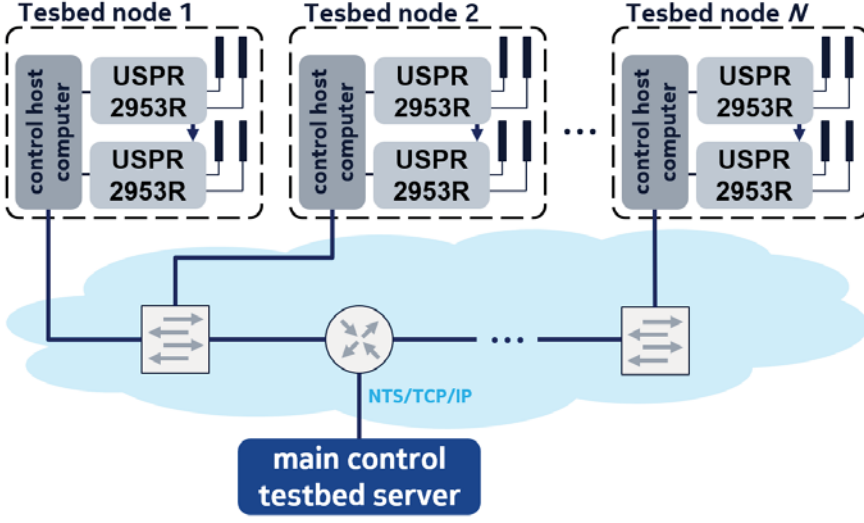 Tesbed node 1
control host
computer
USPR
2953R
USPR
2953R
Tesbed node 2
control host
computer
USPR
2953R
USPR
2953R
...
Tesbed node N
control host
computer
USPR
2953R
USPR
2953R
...
NTS/TCP/IP
main control
testbed server